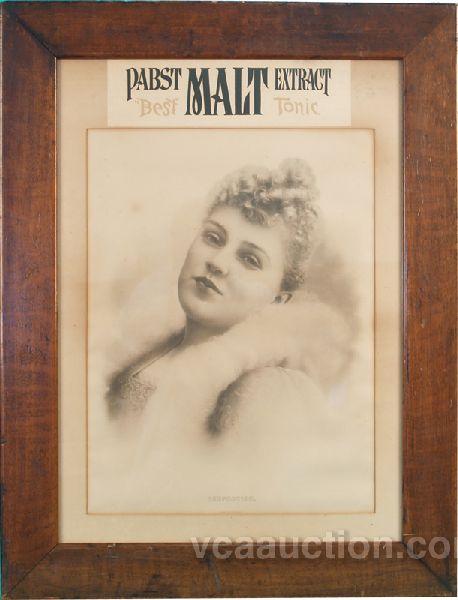 PABST MALT EXTRACT
"Best" Tonic
vcaauction.co